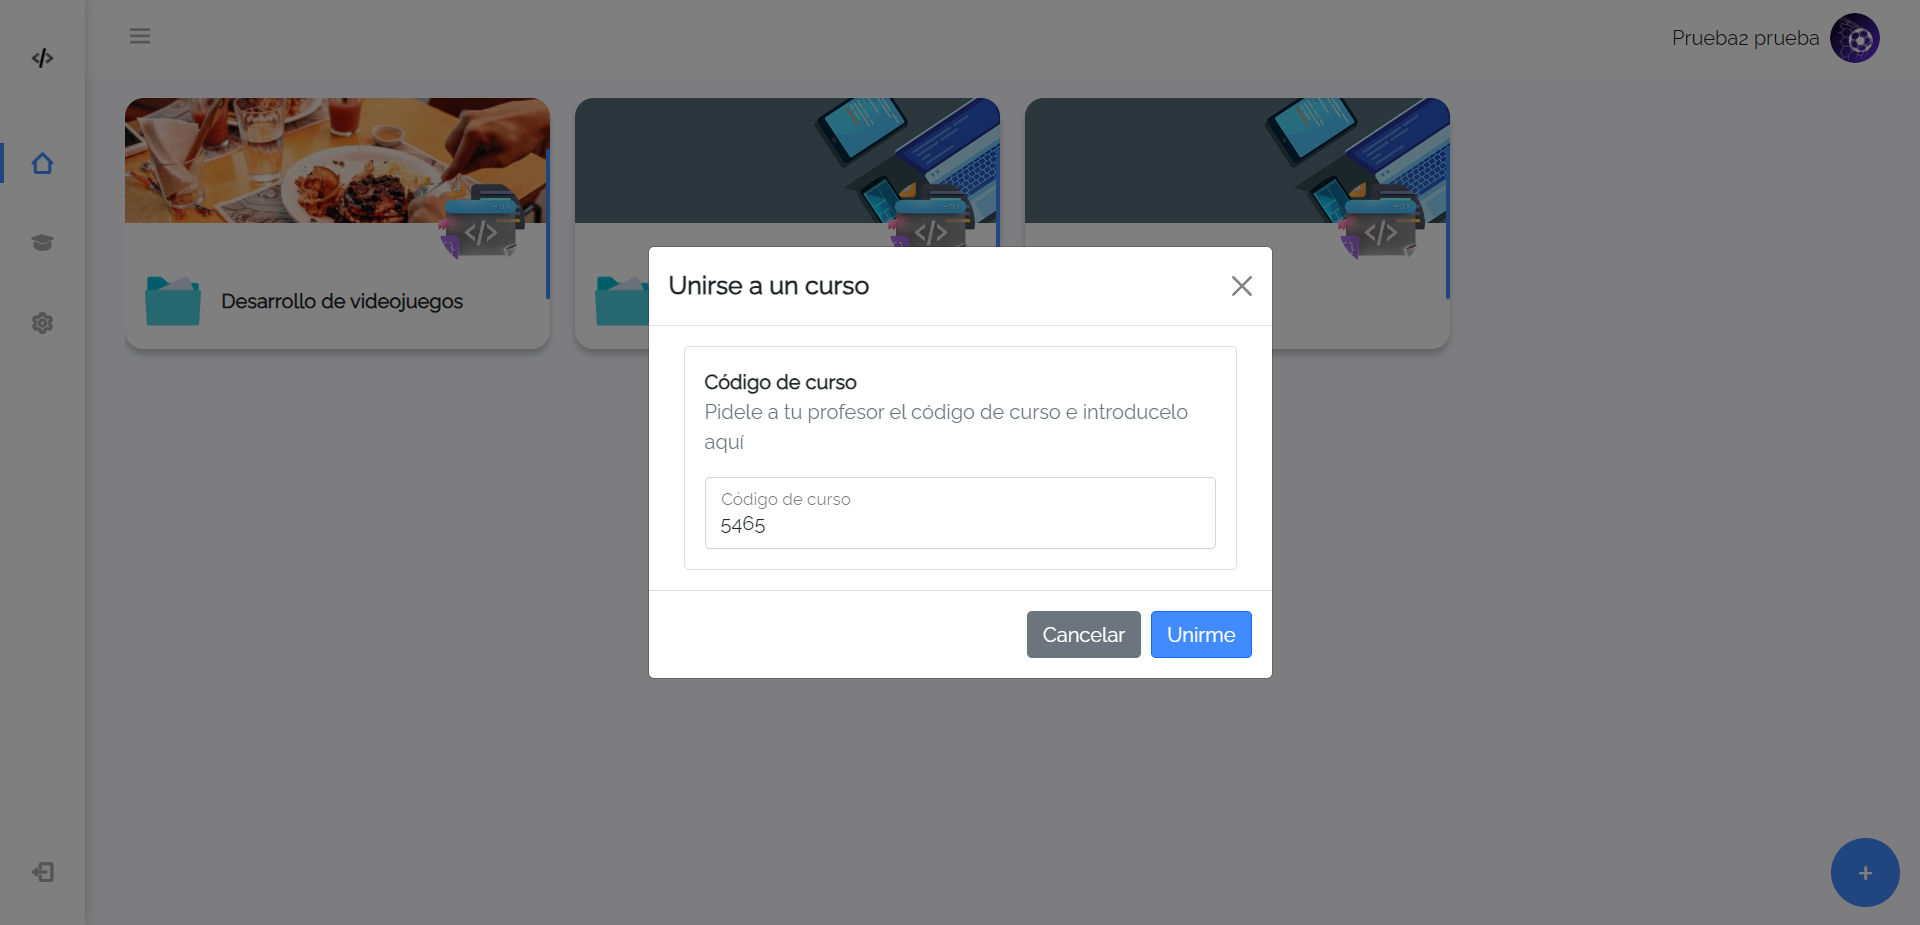 Prueba2 prueba
Desarrollo de videojuegos
Unirse a un curso
Código de curso
Pidele a tu profesor el código de curso e introducelo
aquí
Código de curso
5465
Cancelar
Unirme